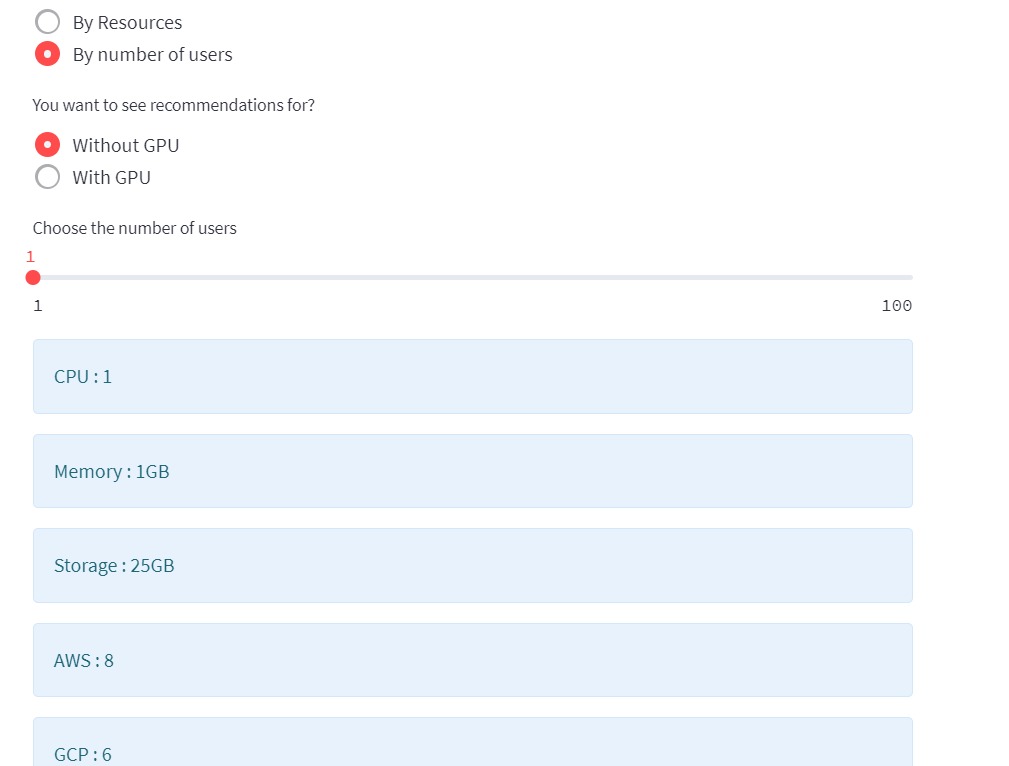 By Resources
By number of users
You want to see recommendations for?
Without GPU
With GPU
Choose the number of users
1
1 100
CPU : 1
Memory : 1GB
Storage : 25GB
AWS : 8
GCP : 6